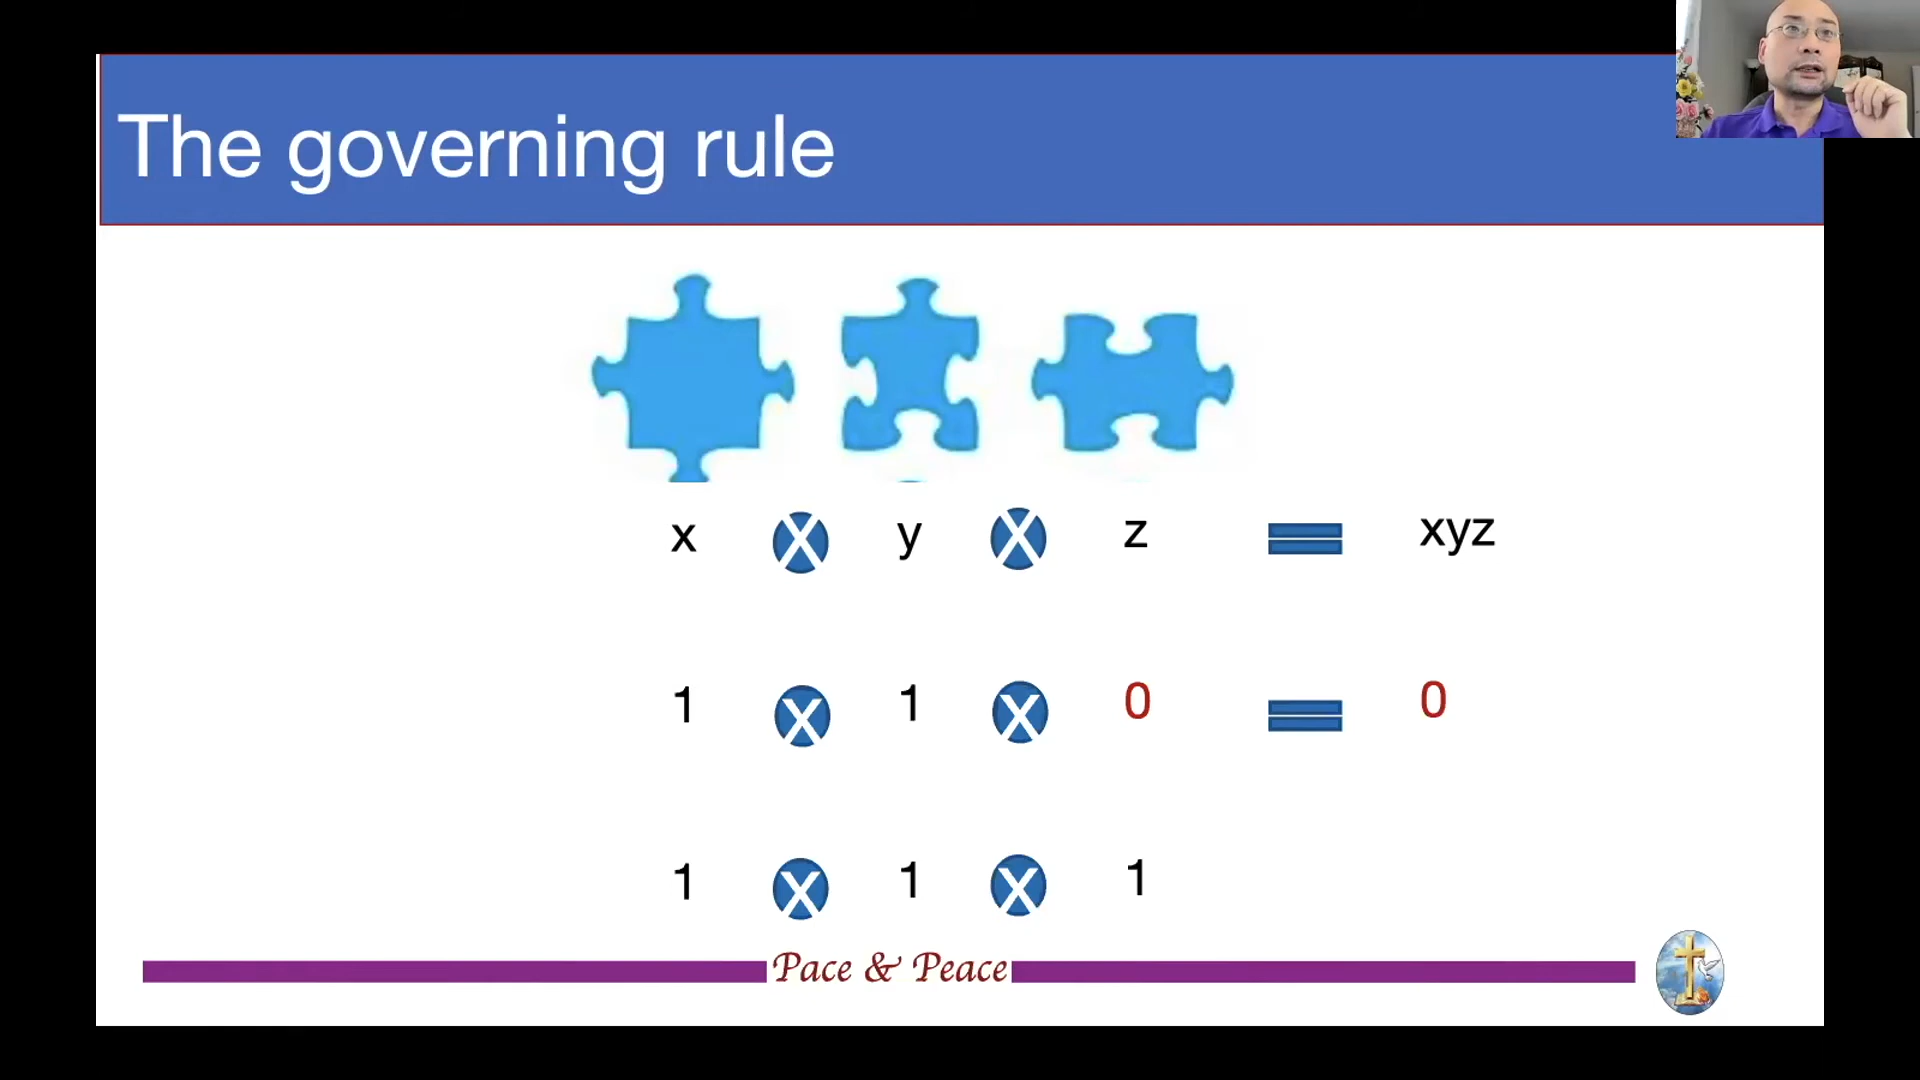 The governing rule
x X y X z = xyz
1 X 1 X 0 = 0
1 X 1 X 1
Pace & Peace